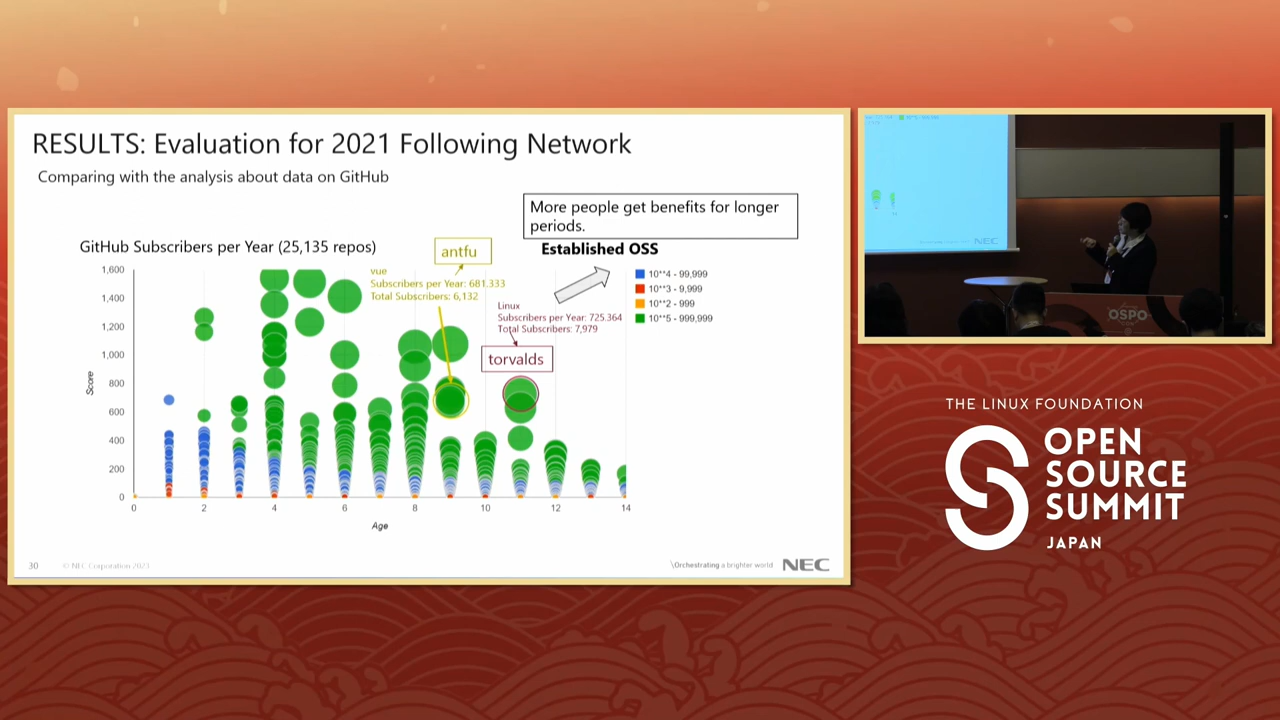 RESULTS: Evaluation for 2021 Following Network
Comparing with the analysis about data on GitHub
More people get benefits for longer
periods.
GitHub Subscribers per Year (25,135 repos)
antfu
Established OSS
vue
Subscribers per Year: 681.333
Total Subscribers: 6,132
10**4 - 99,999
10**3 - 9,999
10**2 - 999
10**5 - 999,999
Linux
Subscribers per Year: 725.364
Total Subscribers: 7,979
torvalds
1,600
1,400
1,200
1,000
800
600
400
200
0
Score
0 2 4 6 8 10 12 14
Age
30
© NEC Corporation 2023
\Orchestrating a brighter world
NEC
NEC
OSPO
THE LINUX FOUNDATION
OPEN
SOURCE
SUMMIT
JAPAN